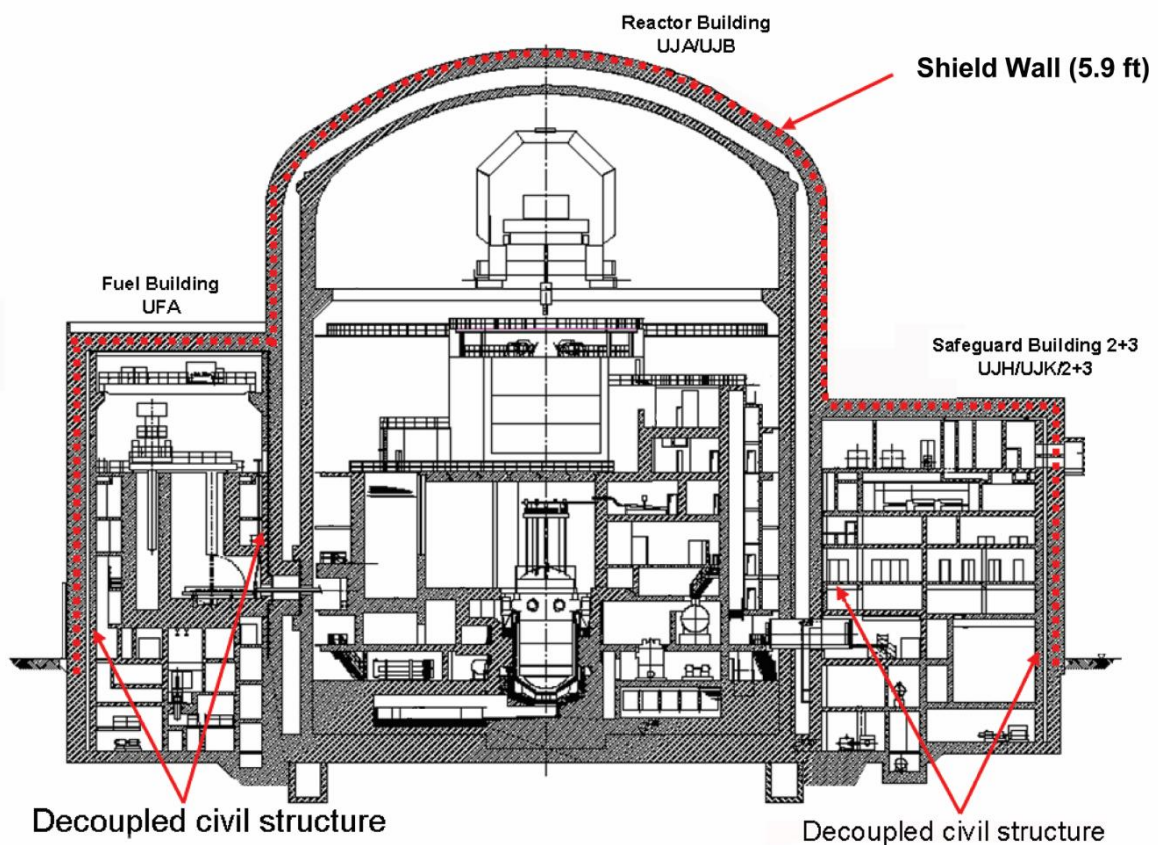 Reactor Building
UJA/UJB
Shield Wall (5.9 ft)
Fuel Building
UFA
Safeguard Building 2+3
UJH/UJK/2+3
Decoupled civil structure
Decoupled civil structure